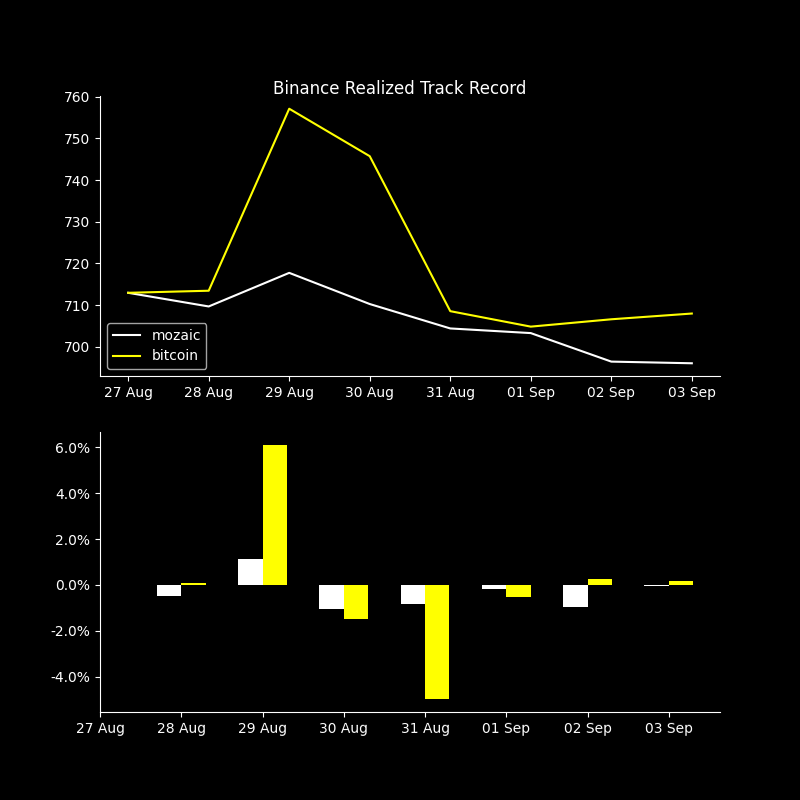 Binance Realized Track Record
760
750
740
730
720
710
700
mozaic
bitcoin
27 Aug 28 Aug 29 Aug 30 Aug 31 Aug 01 Sep 02 Sep 03 Sep
6.0%
4.0%
2.0%
0.0%
-2.0%
-4.0%
27 Aug 28 Aug 29 Aug 30 Aug 31 Aug 01 Sep 02 Sep 03 Sep